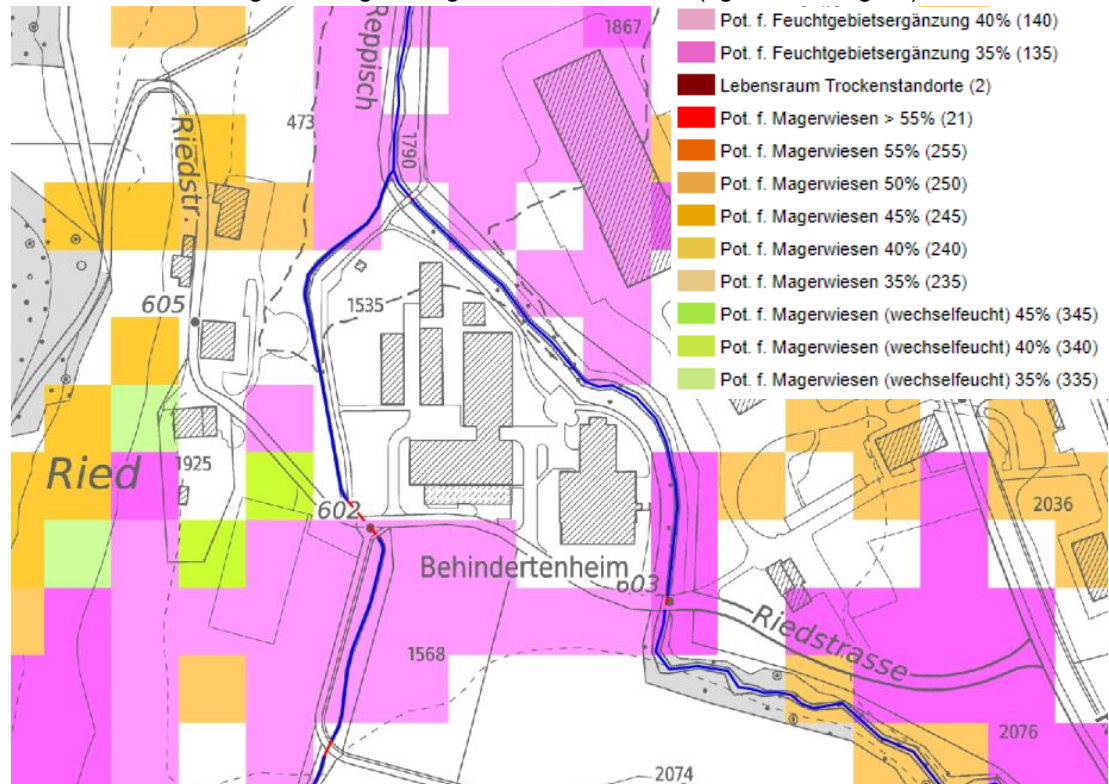 1867
Reppisch
473
1790
Riedstr.
1535
605
Ried
1925
602
Behindertenheim
603
Riedstrasse
2036
1568
2074
2076
Pot. f. Feuchtgebietsergänzung 40% (140)
Pot. f. Feuchtgebietsergänzung 35% (135)
Lebensraum Trockenstandorte (2)
Pot. f. Magerwiesen > 55% (21)
Pot. f. Magerwiesen 55% (255)
Pot. f. Magerwiesen 50% (250)
Pot. f. Magerwiesen 45% (245)
Pot. f. Magerwiesen 40% (240)
Pot. f. Magerwiesen 35% (235)
Pot. f. Magerwiesen (wechselfeucht) 45% (345)
Pot. f. Magerwiesen (wechselfeucht) 40% (340)
Pot. f. Magerwiesen (wechselfeucht) 35% (335)